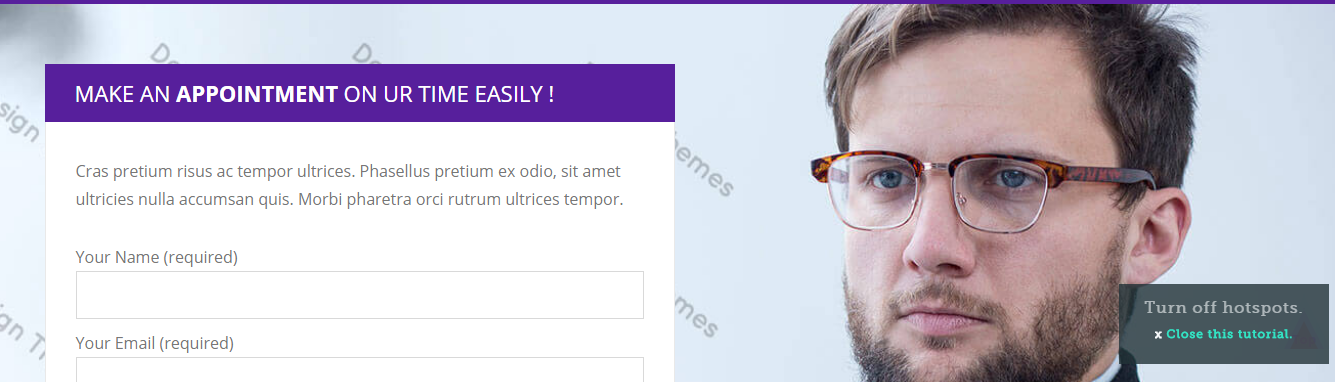 MAKE AN APPOINTMENT ON UR TIME EASILY !
Cras pretium risus ac tempor ultrices. Phasellus pretium ex odio, sit amet
ultricies nulla accumsan quis. Morbi pharetra orci rutrum ultrices tempor.
Your Name (required)
Your Email (required)
Turn off hotspots.
x Close this tutorial.